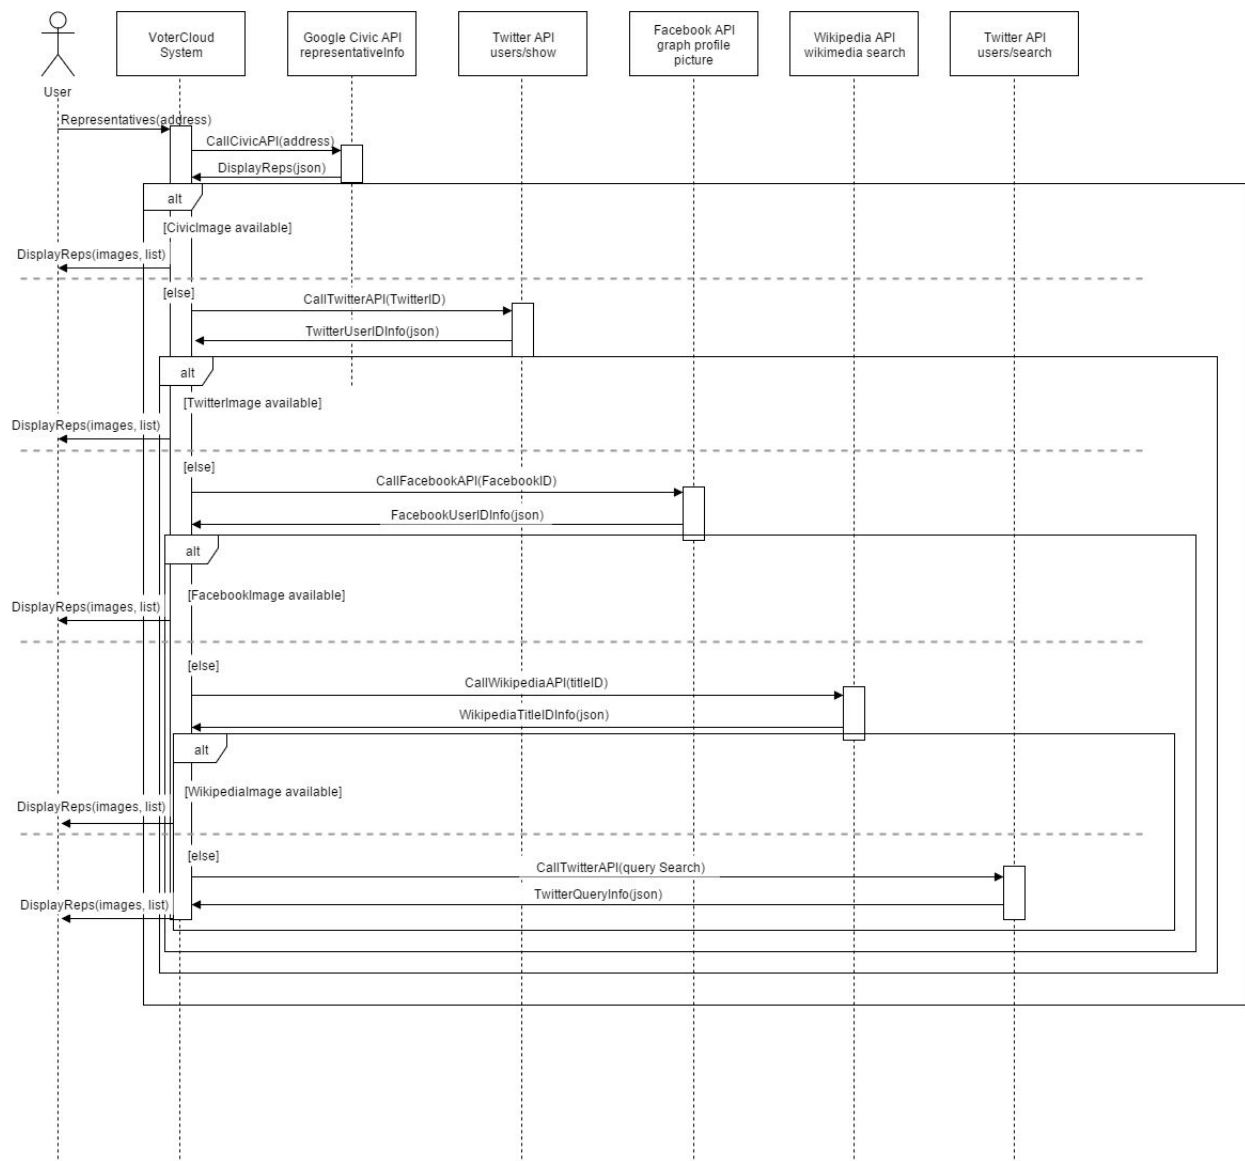 VoterCloud
System
Google Civic API
representativeInfo
Twitter API
users/show
Facebook API
graph profile
picture
Wikipedia API
wikimedia search
Twitter API
users/search
User
Representatives(address)
CallCivicAPI(address)
DisplayReps(json)
alt
[CivicImage available]
DisplayReps(images, list)
[else]
CallTwitterAPI(TwitterID)
TwitterUserIDInfo(json)
alt
[TwitterImage available]
DisplayReps(images, list)
[else]
CallFacebookAPI(FacebookID)
FacebookUserIDInfo(json)
alt
[FacebookImage available]
DisplayReps(images, list)
[else]
CallWikipediaAPI(titleID)
WikipediaTitleIDInfo(json)
alt
[WikipediaImage available]
DisplayReps(images, list)
[else]
CallTwitterAPI(query Search)
TwitterQueryInfo(json)
DisplayReps(images, list)